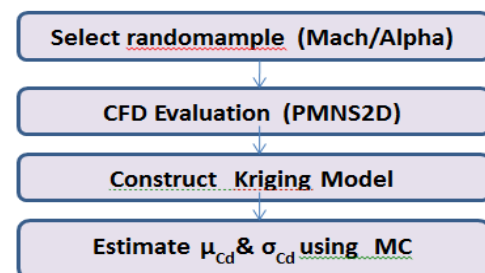 Select randomample (Mach/Alpha)
CFD Evaluation (PMNS2D)
Construct Kriging Model
Estimate μCd & σCd using MC